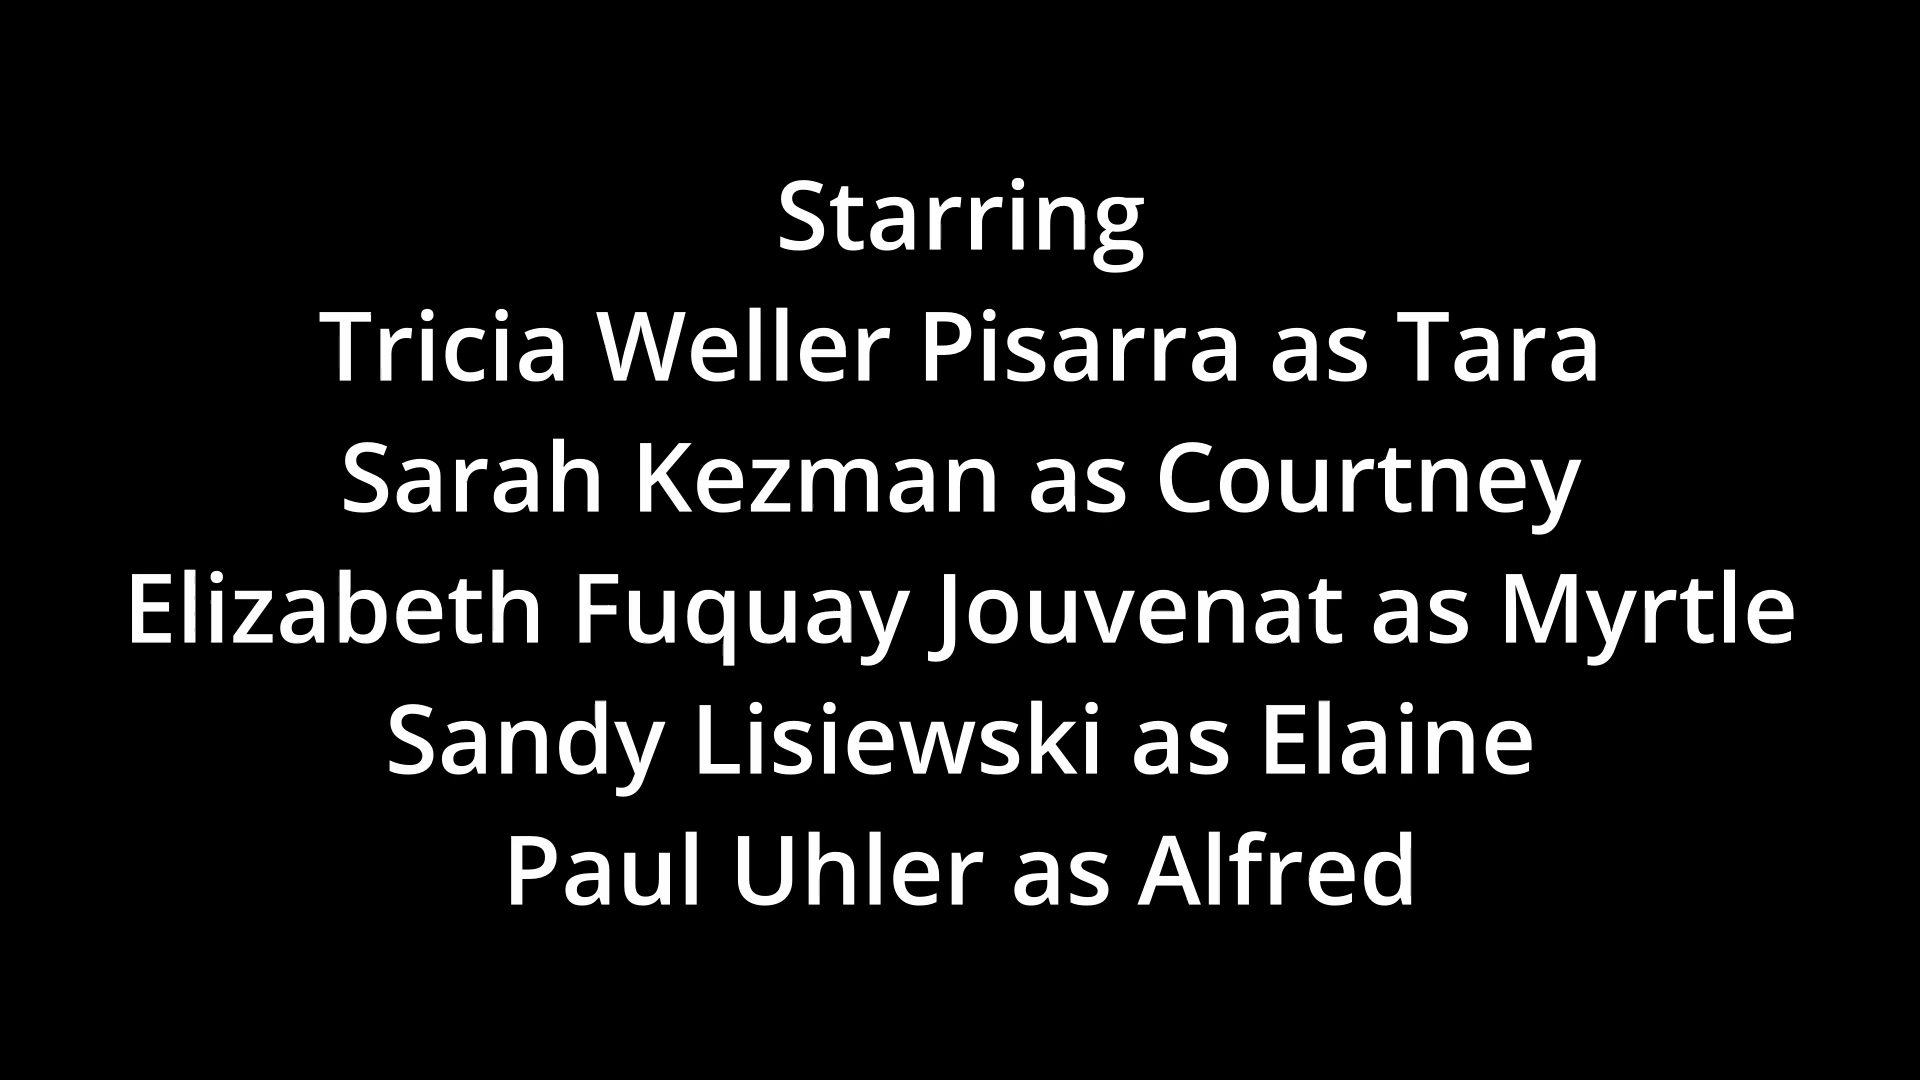 Starring
Tricia Weller Pisarra as Tara
Sarah Kezman as Courtney
Elizabeth Fuquay Jouvenat as Myrtle
Sandy Lisiewski as Elaine
Paul Uhler as Alfred